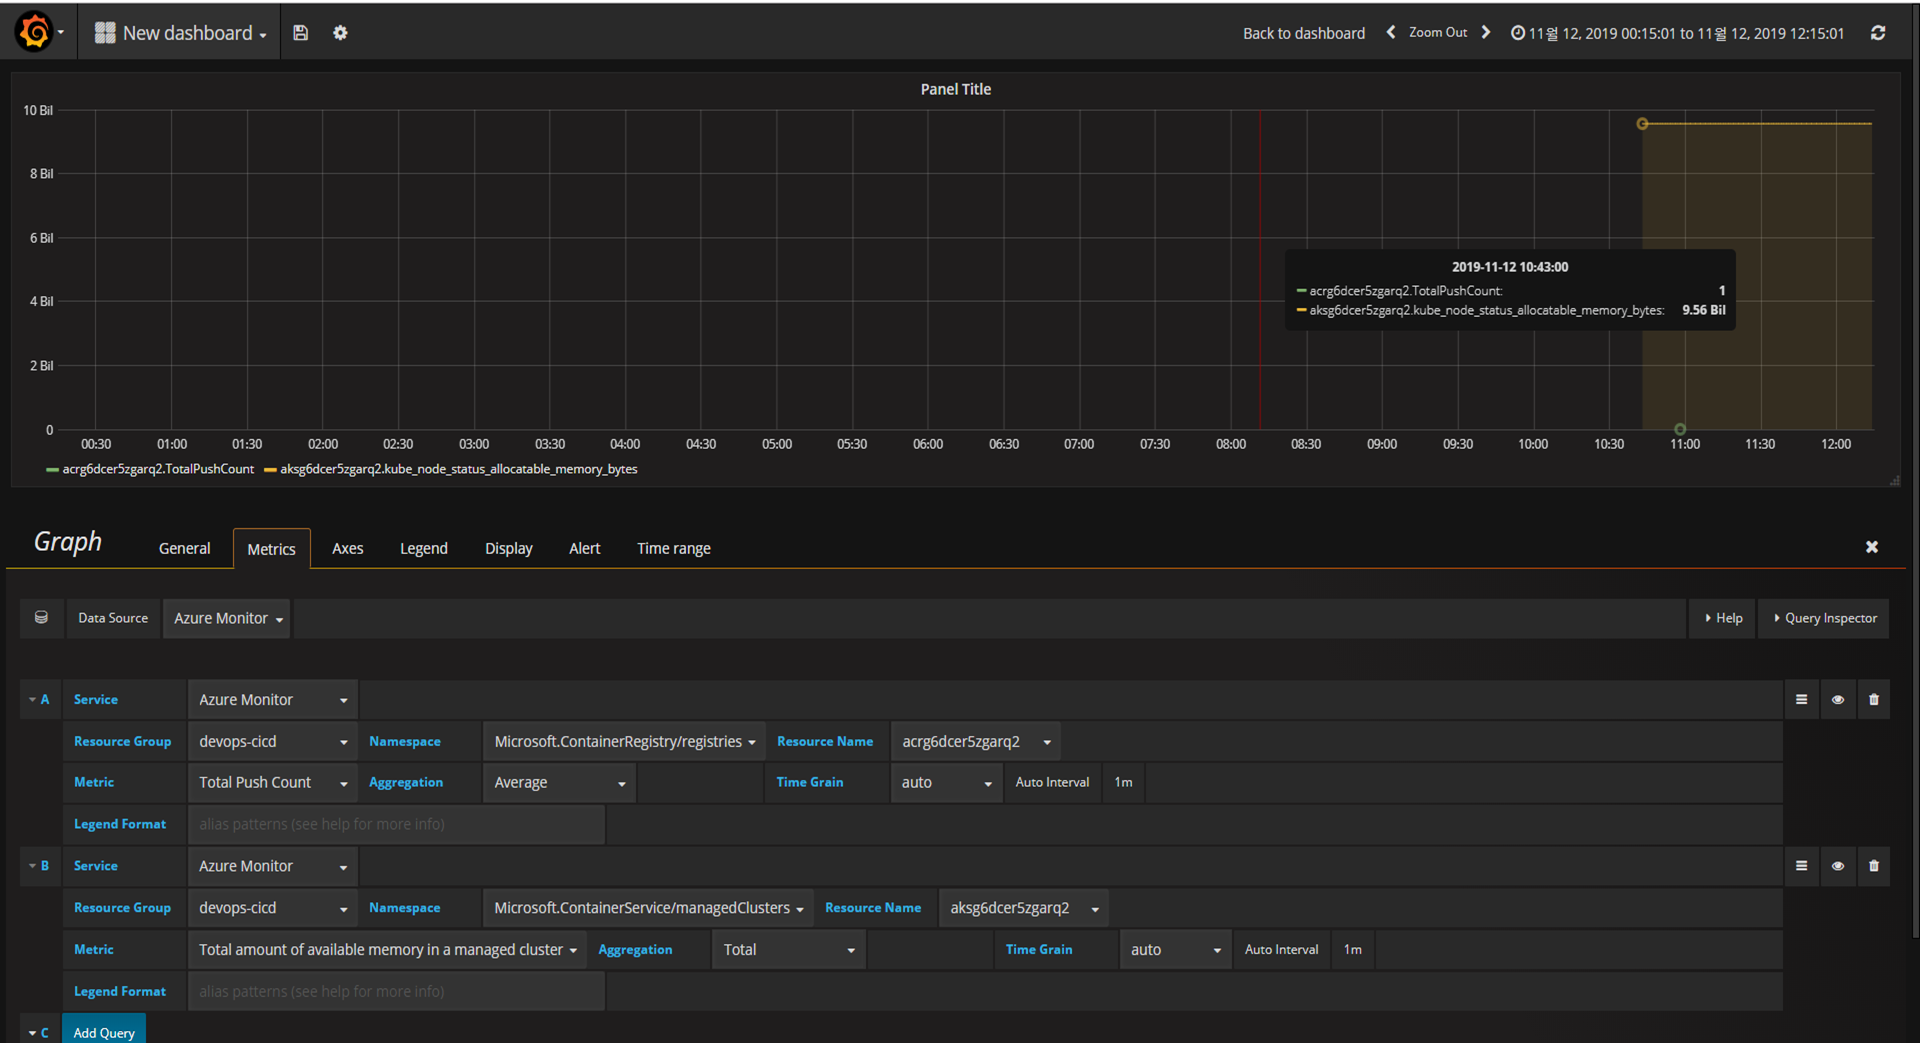 New dashboard
Back to dashboard Zoom Out 11월 12, 2019 00:15:01 to 11월 12, 2019 12:15:01
Panel Title
10 Bil
8 Bil
6 Bil
4 Bil
2 Bil
0
00:30 01:00 01:30 02:00 02:30 03:00 03:30 04:00 04:30 05:00 05:30 06:00 06:30 07:00 07:30 08:00 08:30 09:00 09:30 10:00 10:30 11:00 11:30 12:00
2019-11-12 10:43:00
acrg6dcer5zgarq2.TotalPushCount: 1
aksg6dcer5zgarq2.kube_node_status_allocatable_memory_bytes: 9.56 Bil
acrg6dcer5zgarq2.TotalPushCount aksg6dcer5zgarq2.kube_node_status_allocatable_memory_bytes
Graph General Metrics Axes Legend Display Alert Time range
Data Source Azure Monitor Help Query Inspector
A Service Azure Monitor
Resource Group devops-cicd Namespace Microsoft.ContainerRegistry/registries Resource Name acrg6dcer5zgarq2
Metric Total Push Count Aggregation Average Time Grain auto Auto Interval 1m
Legend Format alias patterns (see help for more info)
B Service Azure Monitor
Resource Group devops-cicd Namespace Microsoft.ContainerService/managedClusters Resource Name aksg6dcer5zgarq2
Metric Total amount of available memory in a managed cluster Aggregation Total Time Grain auto Auto Interval 1m
Legend Format alias patterns (see help for more info)
C Add Query